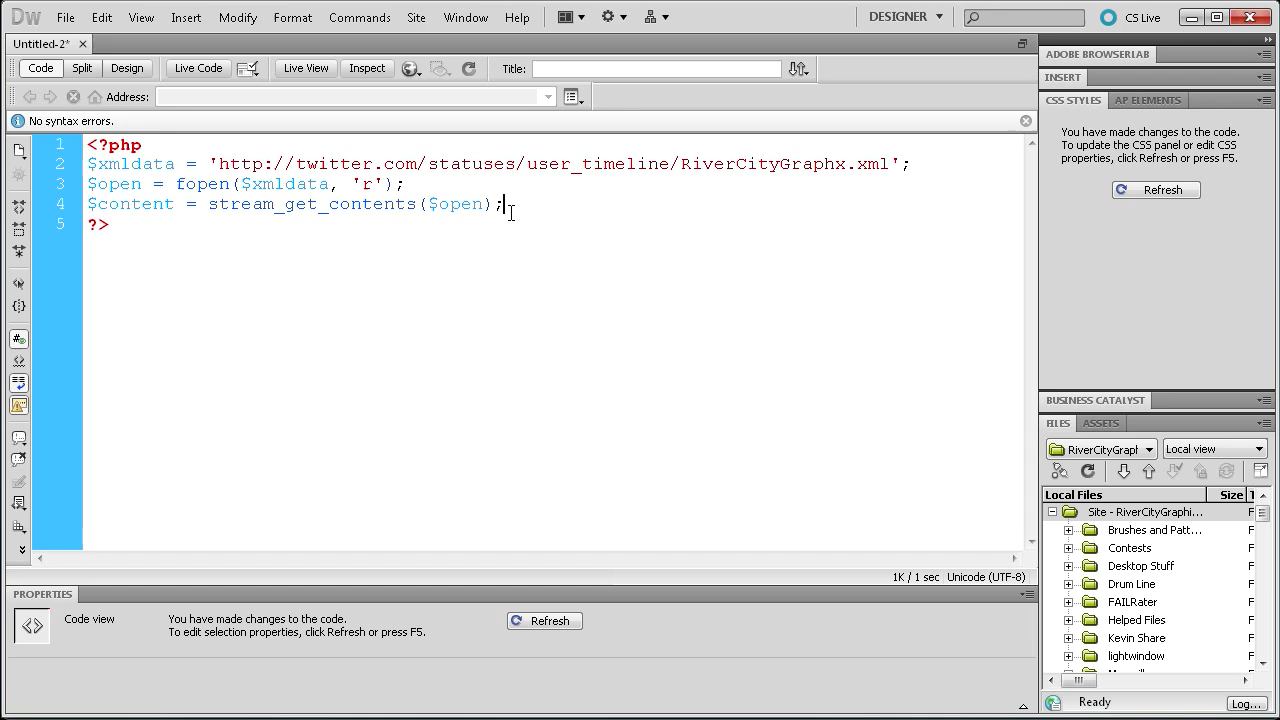 Dw File Edit View Insert Modify Format Commands Site Window Help DESIGNER CS Live
Untitled-2*
Code Split Design Live Code Live View Inspect Title:
Address:
No syntax errors.
1 <?php
2 $xmldata = 'http://twitter.com/statuses/user_timeline/RiverCityGraphx.xml';
3 $open = fopen($xmldata, 'r');
4 $content = stream_get_contents($open);
5 ?>
1K / 1 sec Unicode (UTF-8)
PROPERTIES
Code view
You have made changes to the code.
To edit selection properties, click Refresh or press F5.
Refresh
ADOBE BROWSERLAB
INSERT
CSS STYLES AP ELEMENTS
You have made changes to the code.
To update the CSS panel or edit CSS
properties, click Refresh or press F5.
Refresh
BUSINESS CATALYST
FILES ASSETS
RiverCityGraph Local view
Local Files Size T
Site - RiverCityGraphi... F
Brushes and Patt... F
Contests F
Desktop Stuff F
Drum Line F
FAILRater F
Helped Files F
Kevin Share F
lightwindow F
Ready Log...